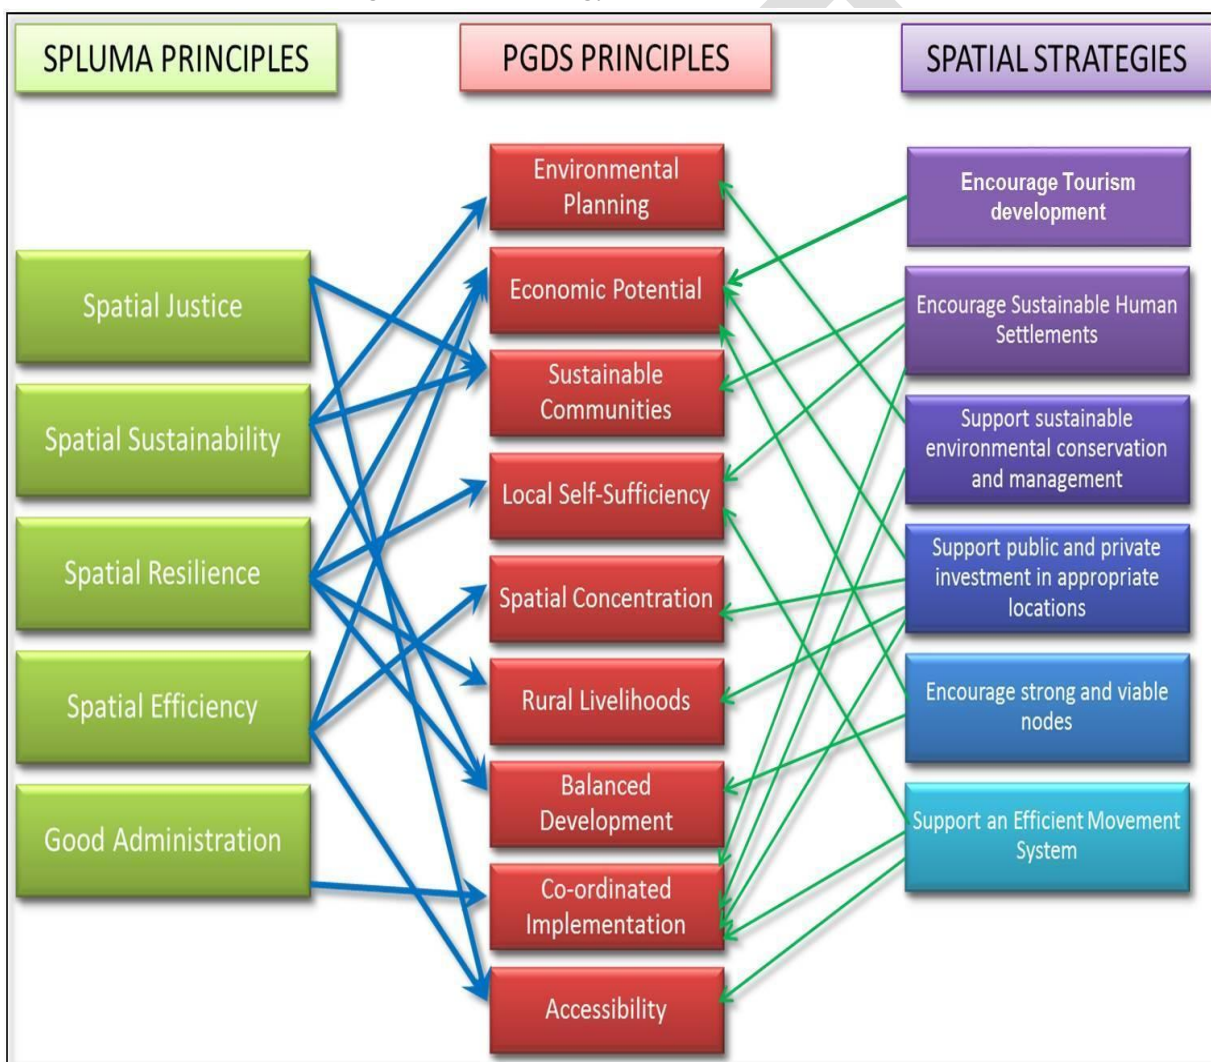 SPLUMA PRINCIPLES
PGDS PRINCIPLES
SPATIAL STRATEGIES
Spatial Justice
Spatial Sustainability
Spatial Resilience
Spatial Efficiency
Good Administration
Environmental
Planning
Economic Potential
Sustainable
Communities
Local Self-Sufficiency
Spatial Concentration
Rural Livelihoods
Balanced
Development
Co-ordinated
Implementation
Accessibility
Encourage Tourism
development
Encourage Sustainable Human
Settlements
Support sustainable
environmental conservation
and management
Support public and private
investment in appropriate
locations
Encourage strong and viable
nodes
Support an Efficient Movement
System